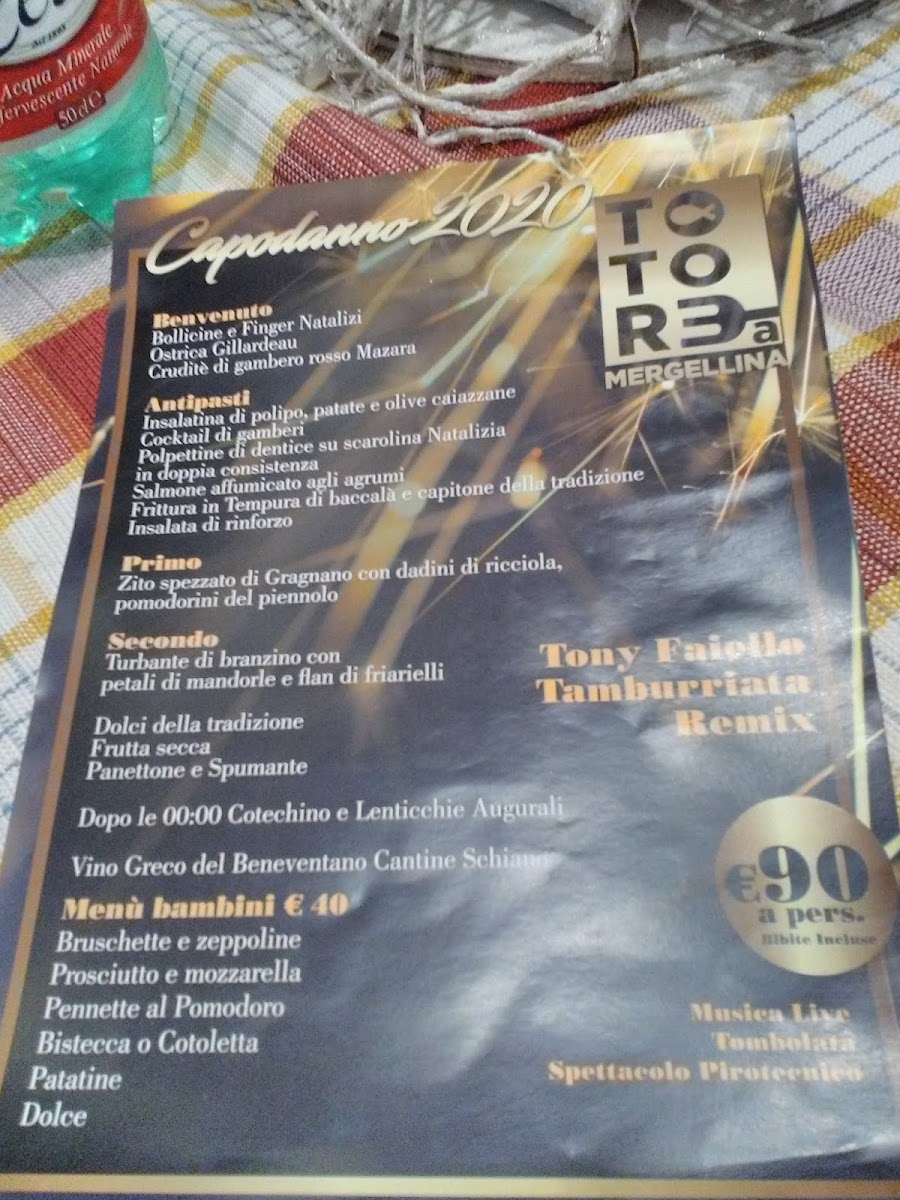 Acqua Minerale
Effervescente Naturale
50cl e
Capodanno 2020
TO
TO
R3a
MERGELLINA
Benvenuto
Bollicine e Finger Natalizi
Ostrica Gillardeau
Cruditè di gambero rosso Mazara
Antipasti
Insalatina di polipo, patate e olive caiazzane
Cocktail di gamberi
Polpettine di dentice su scarolina Natalizia
in doppia consistenza
Salmone affumicato agli agrumi
Frittura in Tempura di baccalà e capitone della tradizione
Insalata di rinforzo
Primo
Zito spezzato di Gragnano con dadini di ricciola,
pomodorini del piennolo
Secondo
Turbante di branzino con
petali di mandorle e flan di friarielli
Dolci della tradizione
Frutta secca
Panettone e Spumante
Dopo le 00:00 Cotechino e Lenticchie Augurali
Vino Greco del Beneventano Cantine Schiano
Tony Faiello
Tamburriata
Remix
€90
a pers.
Bibite Incluse
Menù bambini € 40
Bruschette e zeppoline
Prosciutto e mozzarella
Pennette al Pomodoro
Bistecca o Cotoletta
Patatine
Dolce
Musica Live
Tombolata
Spettacolo Pirotecnico